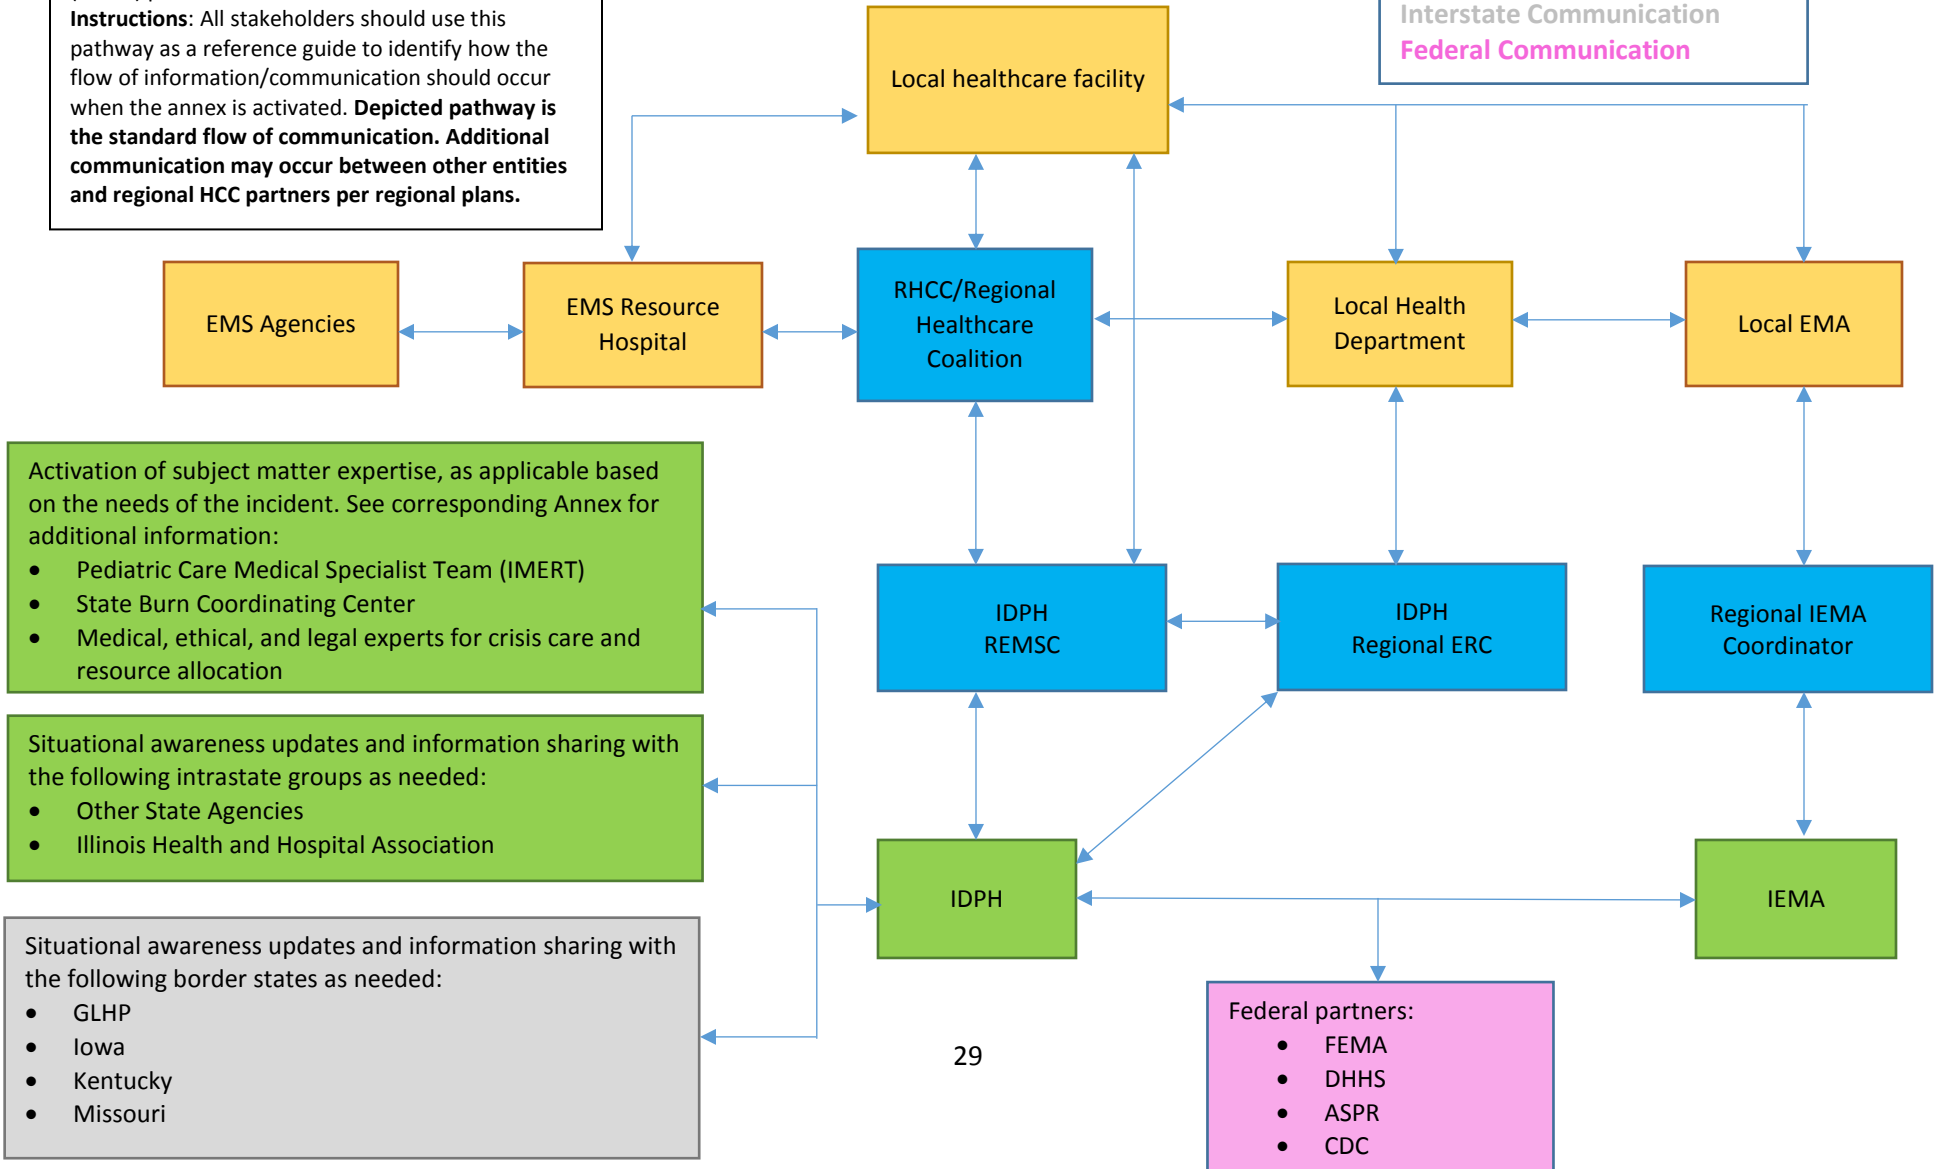 Instructions: All stakeholders should use this
pathway as a reference guide to identify how the
flow of information/communication should occur
when the annex is activated. Depicted pathway is
the standard flow of communication. Additional
communication may occur between other entities
and regional HCC partners per regional plans.
Interstate Communication
Federal Communication
Local healthcare facility
EMS Agencies
EMS Resource
Hospital
RHCC/Regional
Healthcare
Coalition
Local Health
Department
Local EMA
Activation of subject matter expertise, as applicable based
on the needs of the incident. See corresponding Annex for
additional information:
• Pediatric Care Medical Specialist Team (IMERT)
• State Burn Coordinating Center
• Medical, ethical, and legal experts for crisis care and
resource allocation
IDPH
REMSC
IDPH
Regional ERC
Regional IEMA
Coordinator
Situational awareness updates and information sharing with
the following intrastate groups as needed:
• Other State Agencies
• Illinois Health and Hospital Association
IDPH
IEMA
Situational awareness updates and information sharing with
the following border states as needed:
• GLHP
• Iowa
• Kentucky
• Missouri
Federal partners:
• FEMA
• DHHS
• ASPR
• CDC
29